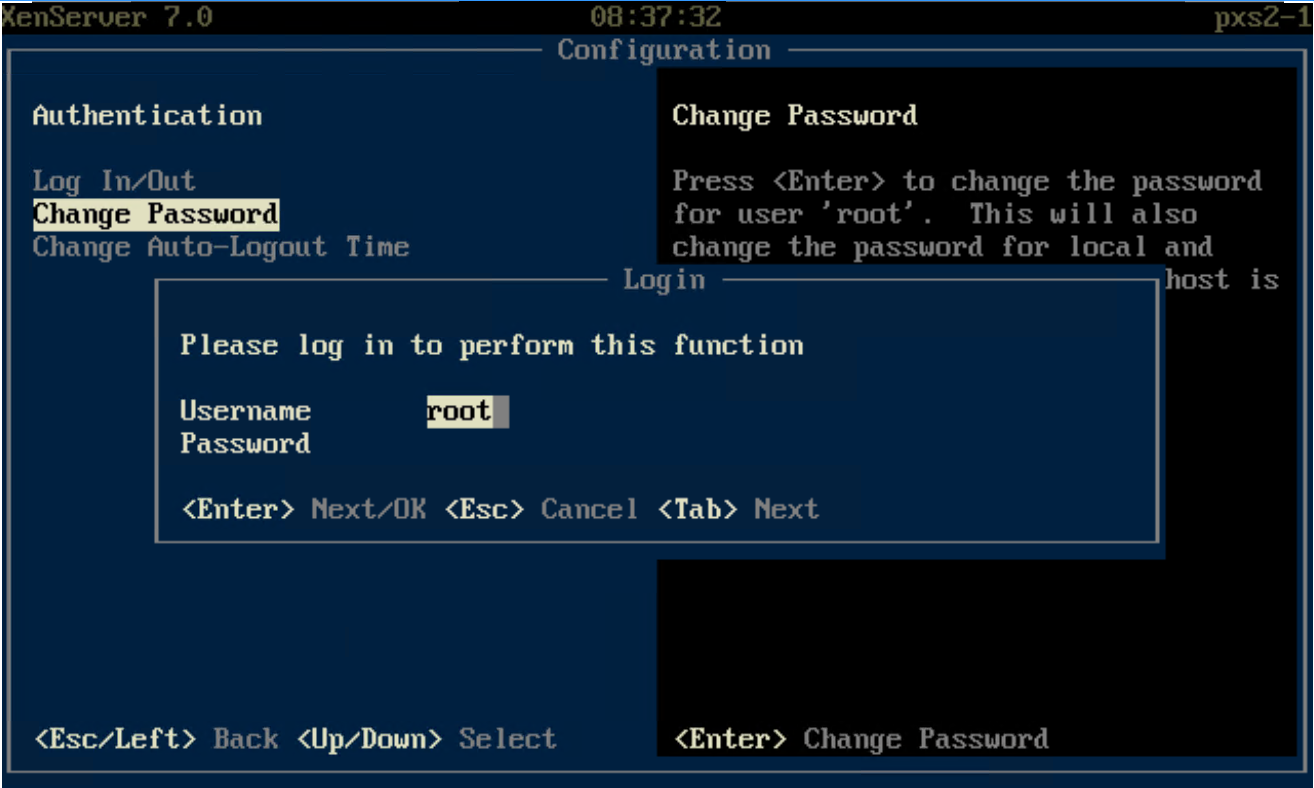 XenServer 7.0 08:37:32 pxs2-1
Configuration
Authentication
Log In/Out
Change Password
Change Auto-Logout Time
Change Password
Press <Enter> to change the password
for user 'root'.  This will also
change the password for local and
host is
Login
Please log in to perform this function
Username root
Password
<Enter> Next/OK <Esc> Cancel <Tab> Next
<Esc/Left> Back <Up/Down> Select
<Enter> Change Password